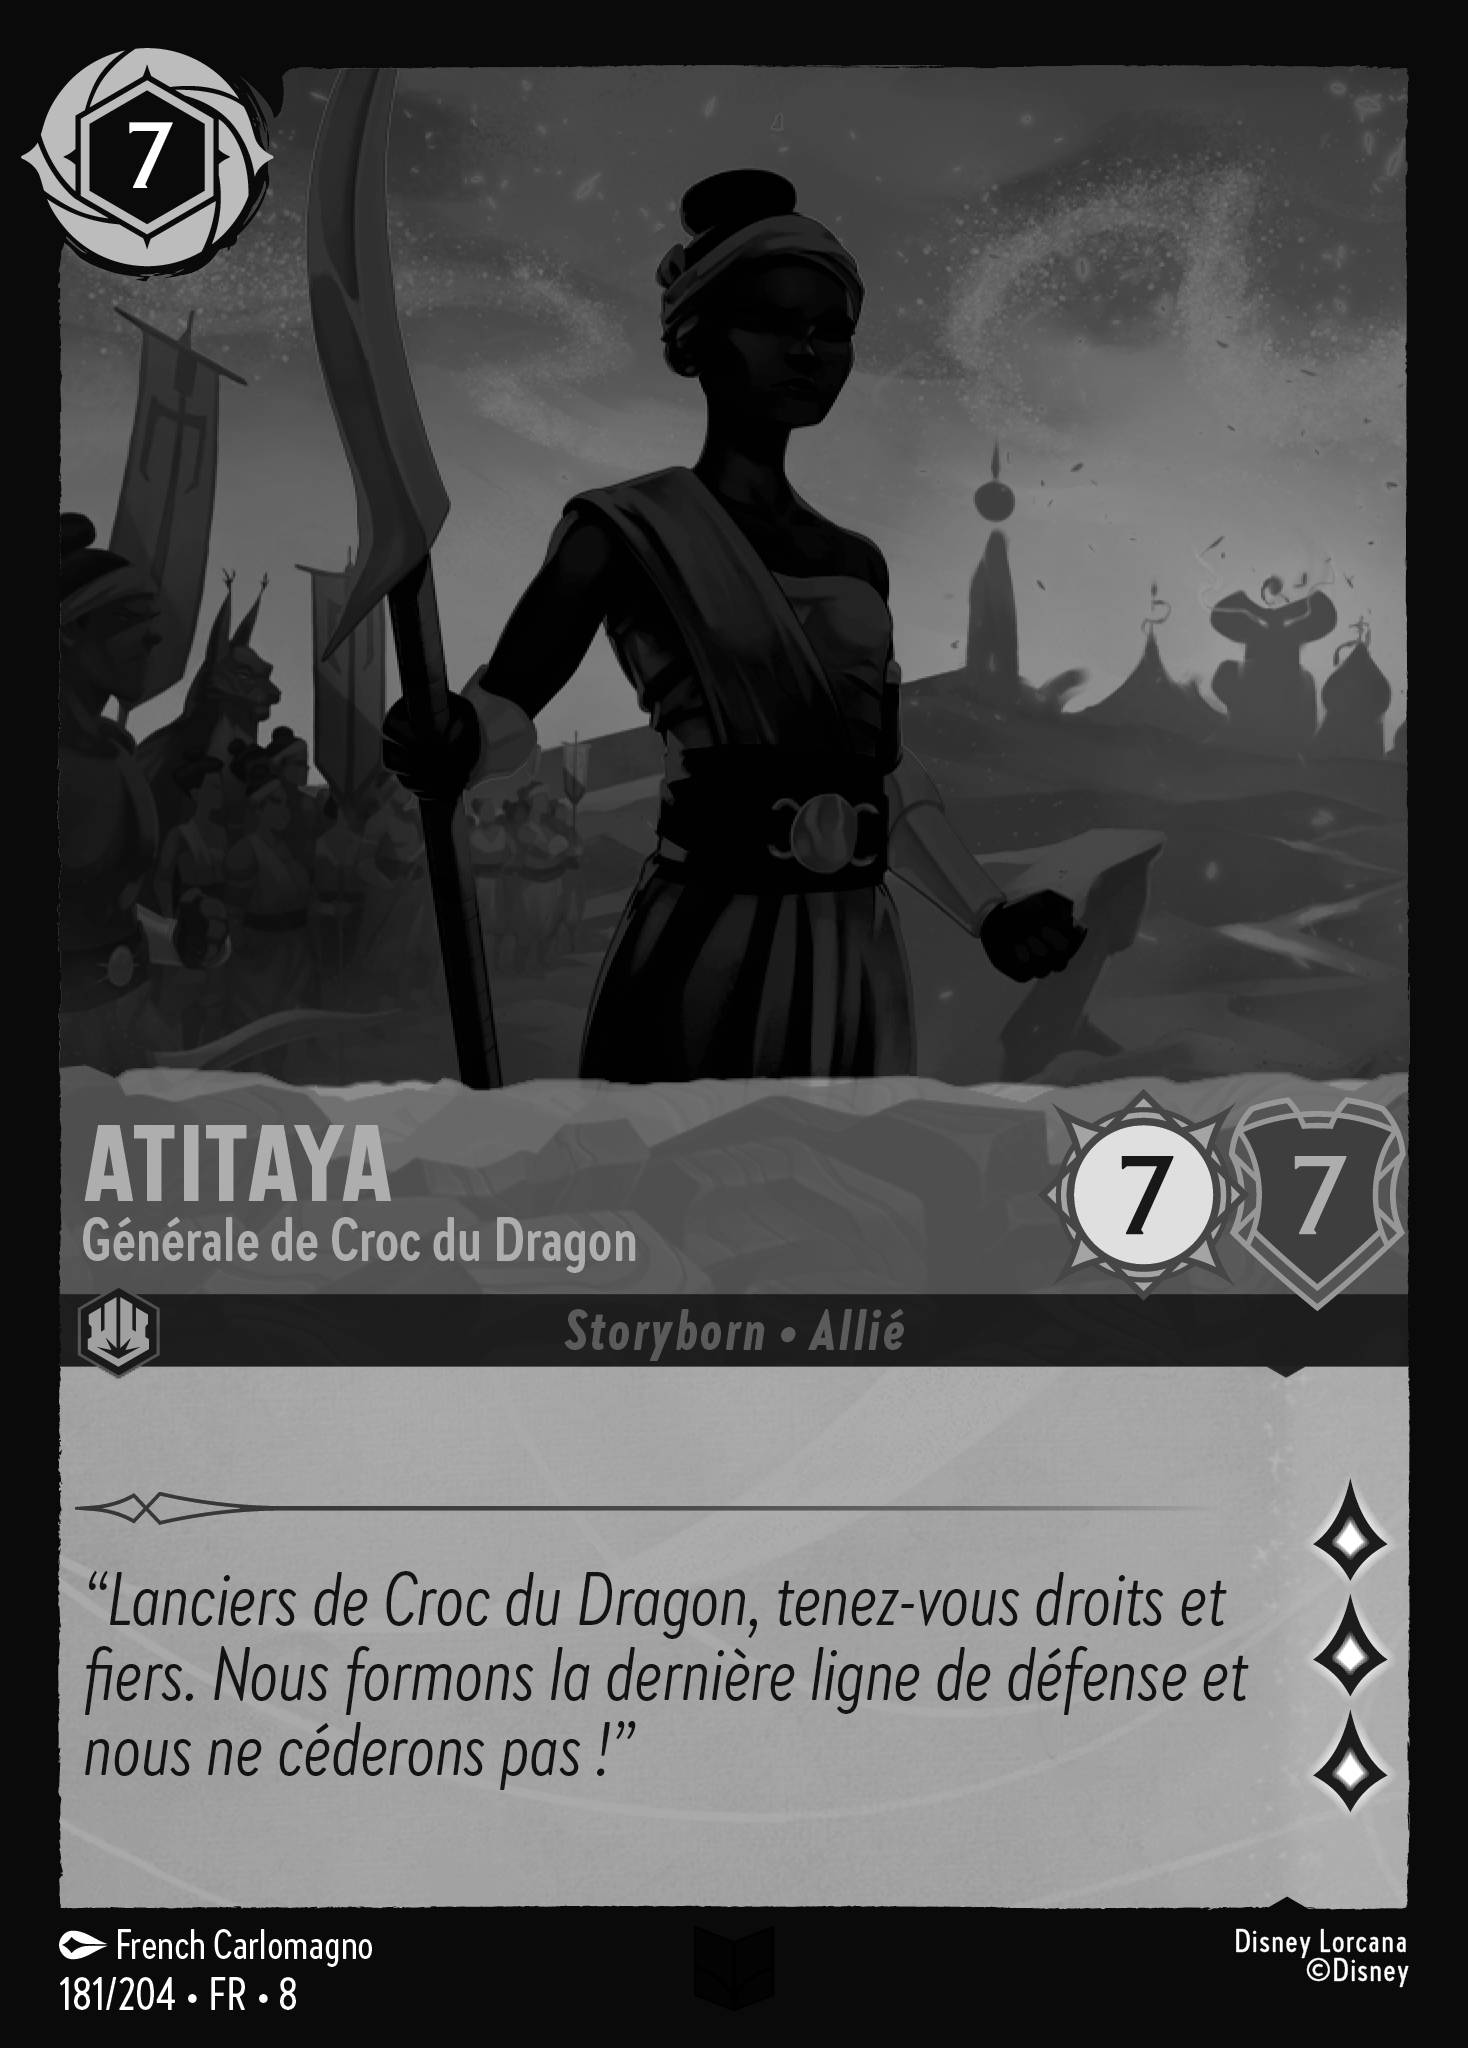 7
ATITAYA
Générale de Croc du Dragon
7
7
Storyborn • Allié
“Lanciers de Croc du Dragon, tenez-vous droits et
fiers. Nous formons la dernière ligne de défense et
nous ne céderons pas !”
French Carlomagno
181/204 • FR • 8
Disney Lorcana
©Disney